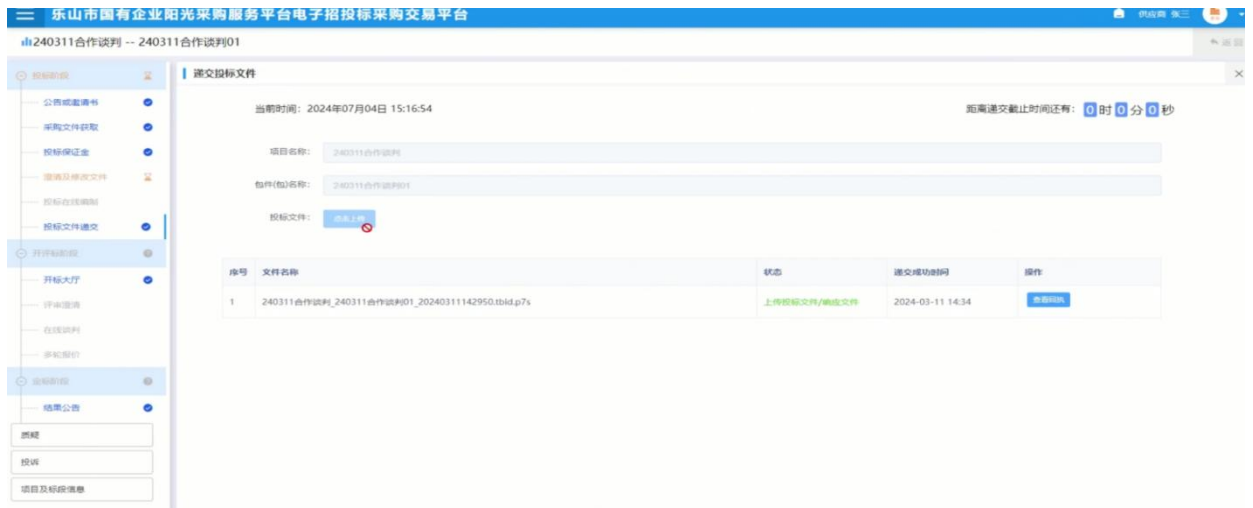 乐山市国有企业阳光采购服务平台电子招投标采购交易平台
供应商 张三
240311合作谈判 -- 240311合作谈判01
返回
投标阶段
公告或邀请书
采购文件获取
投标保证金
澄清及修改文件
投标在线编制
投标文件递交
开评标阶段
开标大厅
评审澄清
在线谈判
多轮报价
定标阶段
结果公告
质疑
投诉
项目及标段信息
递交投标文件
当前时间：2024年07月04日 15:16:54
距离递交截止时间还有： 0 时 0 分 0 秒
项目名称： 240311合作谈判
包件(包)名称： 240311合作谈判01
投标文件： 点击上传
序号 文件名称 状态 递交成功时间 操作
1 240311合作谈判_240311合作谈判01_20240311142950.tbld.p7s 上传投标文件/响应文件 2024-03-11 14:34 查看回执